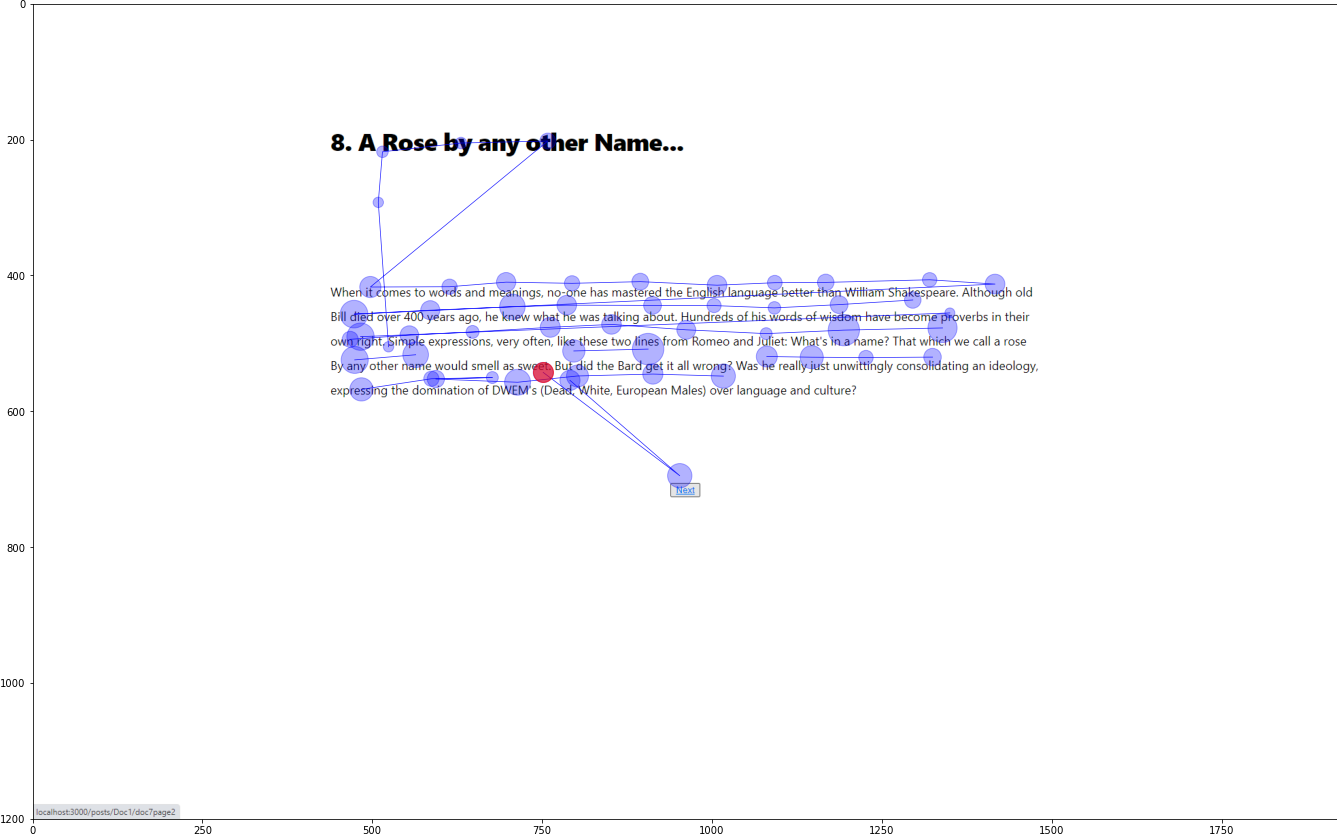 0
200
8. A Rose by any other Name...
400
When it comes to words and meanings, no-one has mastered the English language better than William Shakespeare. Although old
Bill died over 400 years ago, he knew what he was talking about. Hundreds of his words of wisdom have become proverbs in their
own right. Simple expressions, very often, like these two lines from Romeo and Juliet: What's in a name? That which we call a rose
By any other name would smell as sweet. But did the Bard get it all wrong? Was he really just unwittingly consolidating an ideology,
expressing the domination of DWEM's (Dead, White, European Males) over language and culture?
600
Next
800
1000
localhost:3000/posts/Doc1/doc7page2
1200
0 250 500 750 1000 1250 1500 1750